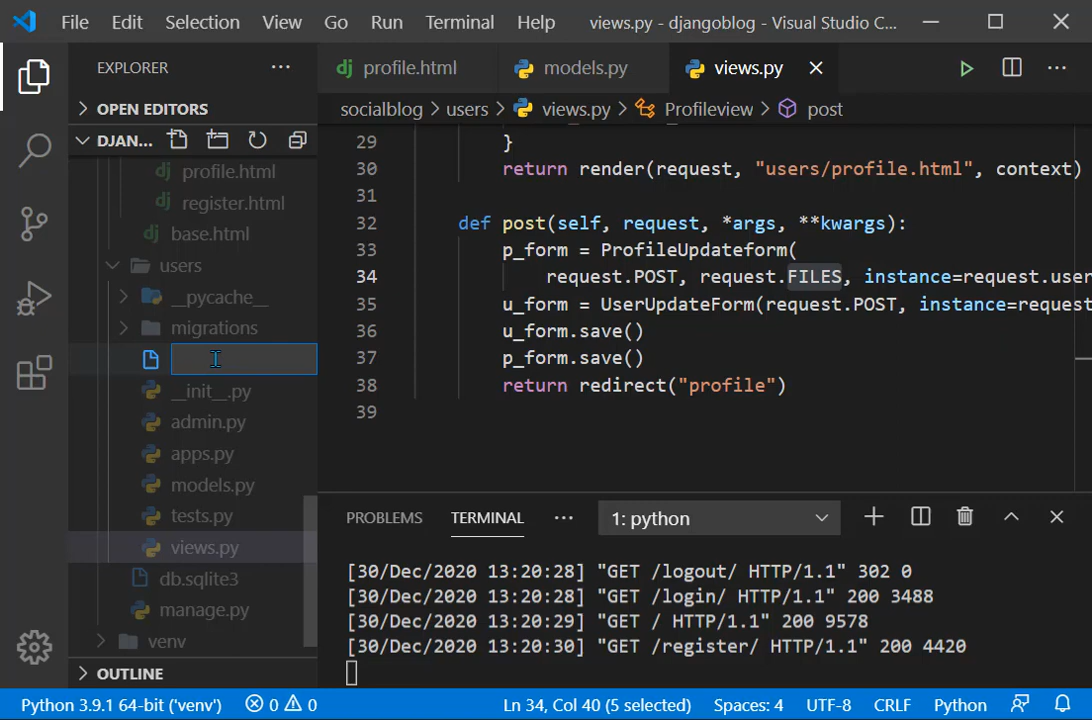 File Edit Selection View Go Run Terminal Help views.py - djangoblog - Visual Studio C...
EXPLORER
OPEN EDITORS
DJAN...
profile.html
register.html
base.html
users
__pycache__
migrations
__init__.py
admin.py
apps.py
models.py
tests.py
views.py
db.sqlite3
manage.py
venv
OUTLINE
dj profile.html models.py views.py
socialblog > users > views.py > Profileview > post
29 }
30 return render(request, "users/profile.html", context)
31
32 def post(self, request, *args, **kwargs):
33 p_form = ProfileUpdateform(
34 request.POST, request.FILES, instance=request.user
35 u_form = UserUpdateForm(request.POST, instance=request
36 u_form.save()
37 p_form.save()
38 return redirect("profile")
39
PROBLEMS TERMINAL ... 1: python
[30/Dec/2020 13:20:28] "GET /logout/ HTTP/1.1" 302 0
[30/Dec/2020 13:20:28] "GET /login/ HTTP/1.1" 200 3488
[30/Dec/2020 13:20:29] "GET / HTTP/1.1" 200 9578
[30/Dec/2020 13:20:30] "GET /register/ HTTP/1.1" 200 4420
Python 3.9.1 64-bit ('venv') 0 0 Ln 34, Col 40 (5 selected) Spaces: 4 UTF-8 CRLF Python